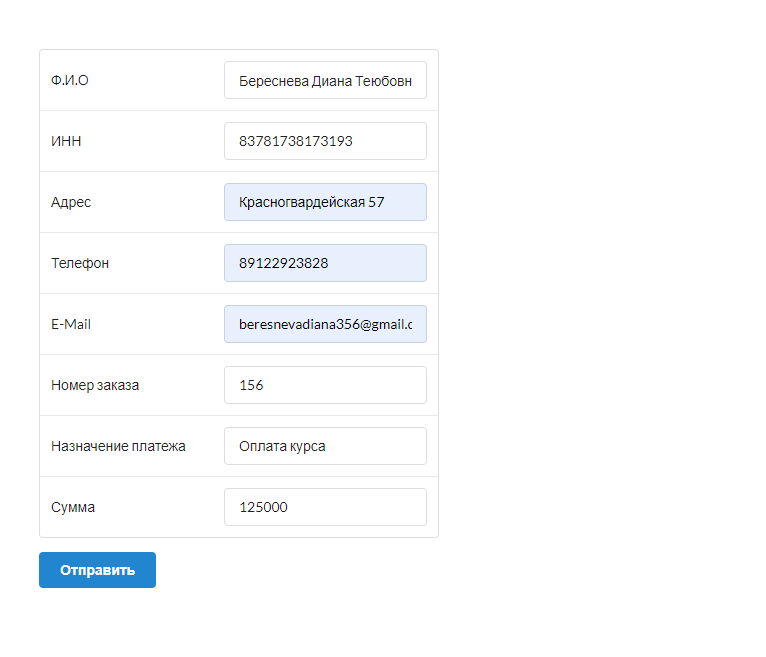 Ф.И.О Береснева Диана Теюбовн
ИНН 83781738173193
Адрес Красногвардейская 57
Телефон 89122923828
E-Mail beresnevadiana356@gmail.c
Номер заказа 156
Назначение платежа Оплата курса
Сумма 125000
Отправить